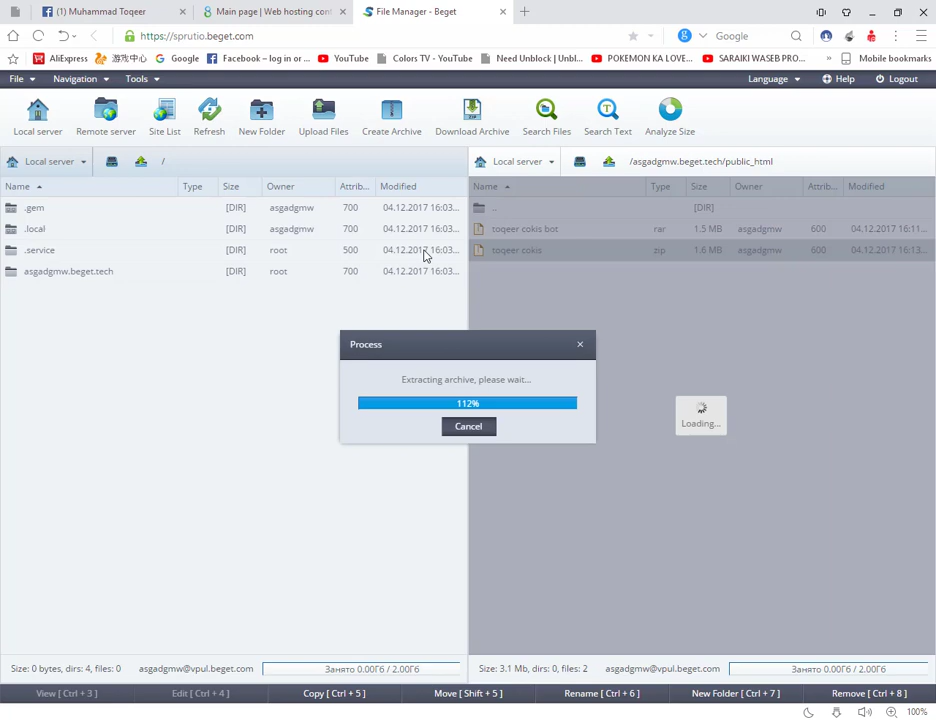 (1) Muhammad Toqeer
Main page | Web hosting con
File Manager - Beget
https://sprutio.beget.com
Google
AliExpress
游戏中心
Google
Facebook – log in or ...
YouTube
Colors TV - YouTube
Need Unblock | Unbl...
POKEMON KA LOVE...
SARAIKI WASEB PRO...
»
Mobile bookmarks
File
Navigation
Tools
Language
Help
Logout
Local server
Remote server
Site List
Refresh
New Folder
Upload Files
Create Archive
Download Archive
Search Files
Search Text
Analyze Size
Local server
/
Local server
/asgadgmw.beget.tech/public_html
Name Type Size Owner Attrib... Modified
.gem [DIR] asgadgmw 700 04.12.2017 16:03...
.local [DIR] asgadgmw 700 04.12.2017 16:03...
.service [DIR] root 500 04.12.2017 16:03...
asgadgmw.beget.tech [DIR] root 700 04.12.2017 16:03...
Name Type Size Owner Attrib... Modified
.. [DIR]
toqeer cokis bot rar 1.5 MB asgadgmw 600 04.12.2017 16:11...
toqeer cokis zip 1.6 MB asgadgmw 600 04.12.2017 16:13...
Process
Extracting archive, please wait...
112%
Cancel
Loading...
Size: 0 bytes, dirs: 4, files: 0
asgadgmw@vpul.beget.com
Занято 0.00Гб / 2.00Гб
Size: 3.1 Mb, dirs: 0, files: 2
asgadgmw@vpul.beget.com
Занято 0.00Гб / 2.00Гб
View [ Ctrl + 3 ]
Edit [ Ctrl + 4 ]
Copy [ Ctrl + 5 ]
Move [ Shift + 5 ]
Rename [ Ctrl + 6 ]
New Folder [ Ctrl + 7 ]
Remove [ Ctrl + 8 ]
100%